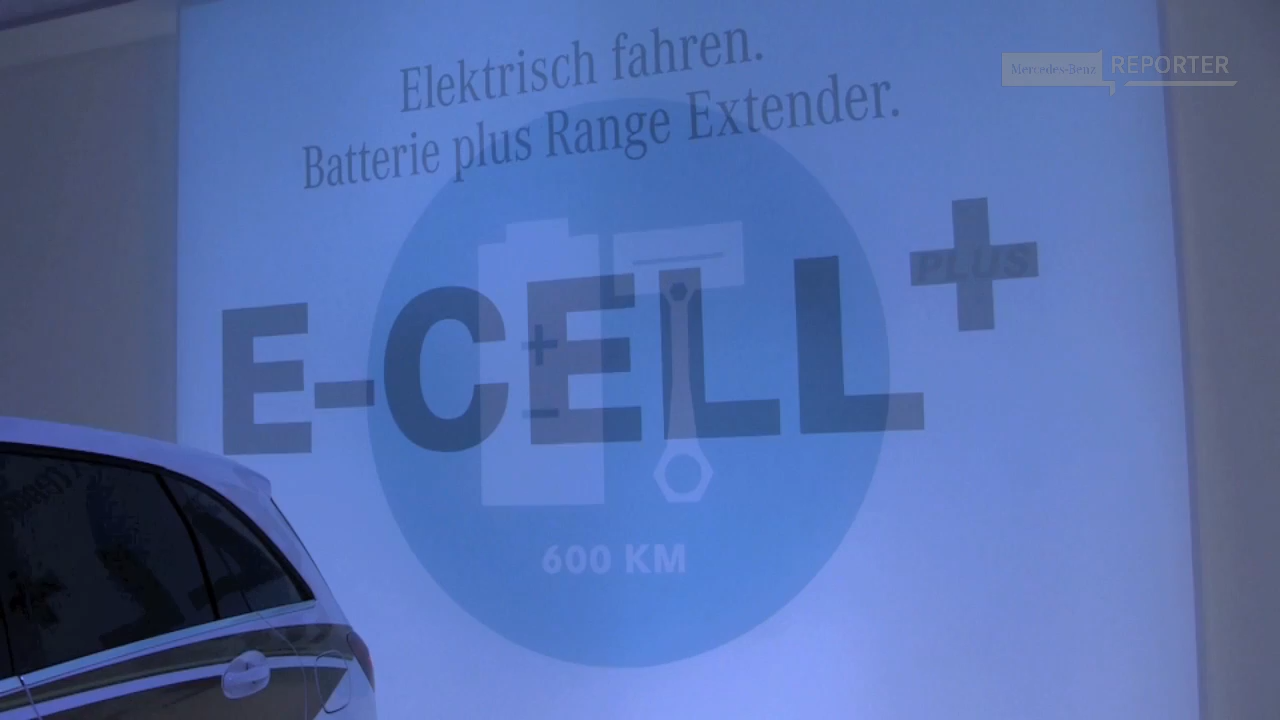 Elektrisch fahren.
Mercedes-Benz REPORTER
Batterie plus Range Extender.
E-CELL+
PLUS
600 KM